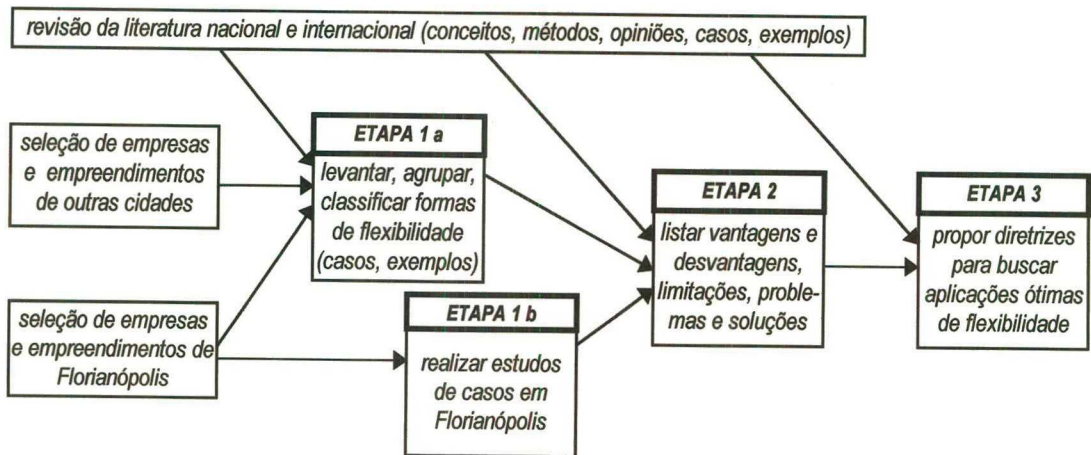 revisão da literatura nacional e internacional (conceitos, métodos, opiniões, casos, exemplos)
seleção de empresas
e empreendimentos
de outras cidades
ETAPA 1 a
levantar, agrupar,
classificar formas
de flexibilidade
(casos, exemplos)
seleção de empresas
e empreendimentos de
Florianópolis
ETAPA 1 b
realizar estudos
de casos em
Florianópolis
ETAPA 2
listar vantagens e
desvantagens,
limitações, proble-
mas e soluções
ETAPA 3
propor diretrizes
para buscar
aplicações ótimas
de flexibilidade